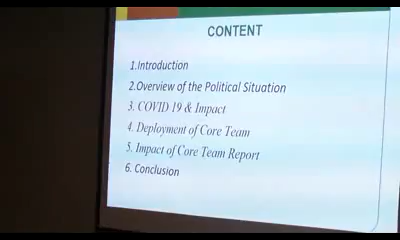 CONTENT
1.Introduction
2.Overview of the Political Situation
3. COVID 19 & Impact
4. Deployment of Core Team
5. Impact of Core Team Report
6. Conclusion